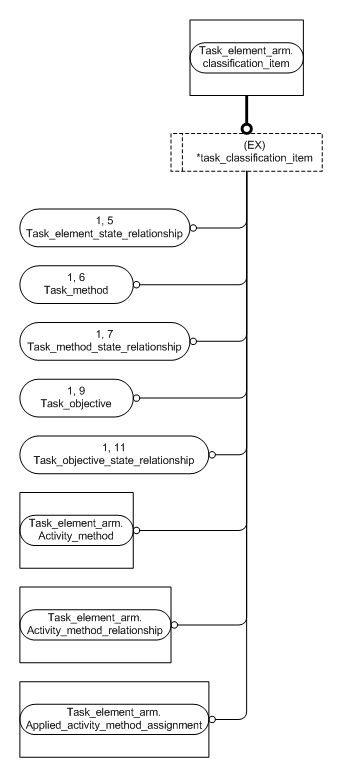 Task_element_arm.
classification_item
(EX)
*task_classification_item
1, 5
Task_element_state_relationship
1, 6
Task_method
1, 7
Task_method_state_relationship
1, 9
Task_objective
1, 11
Task_objective_state_relationship
Task_element_arm.
Activity_method
Task_element_arm.
Activity_method_relationship
Task_element_arm.
Applied_activity_method_assignment